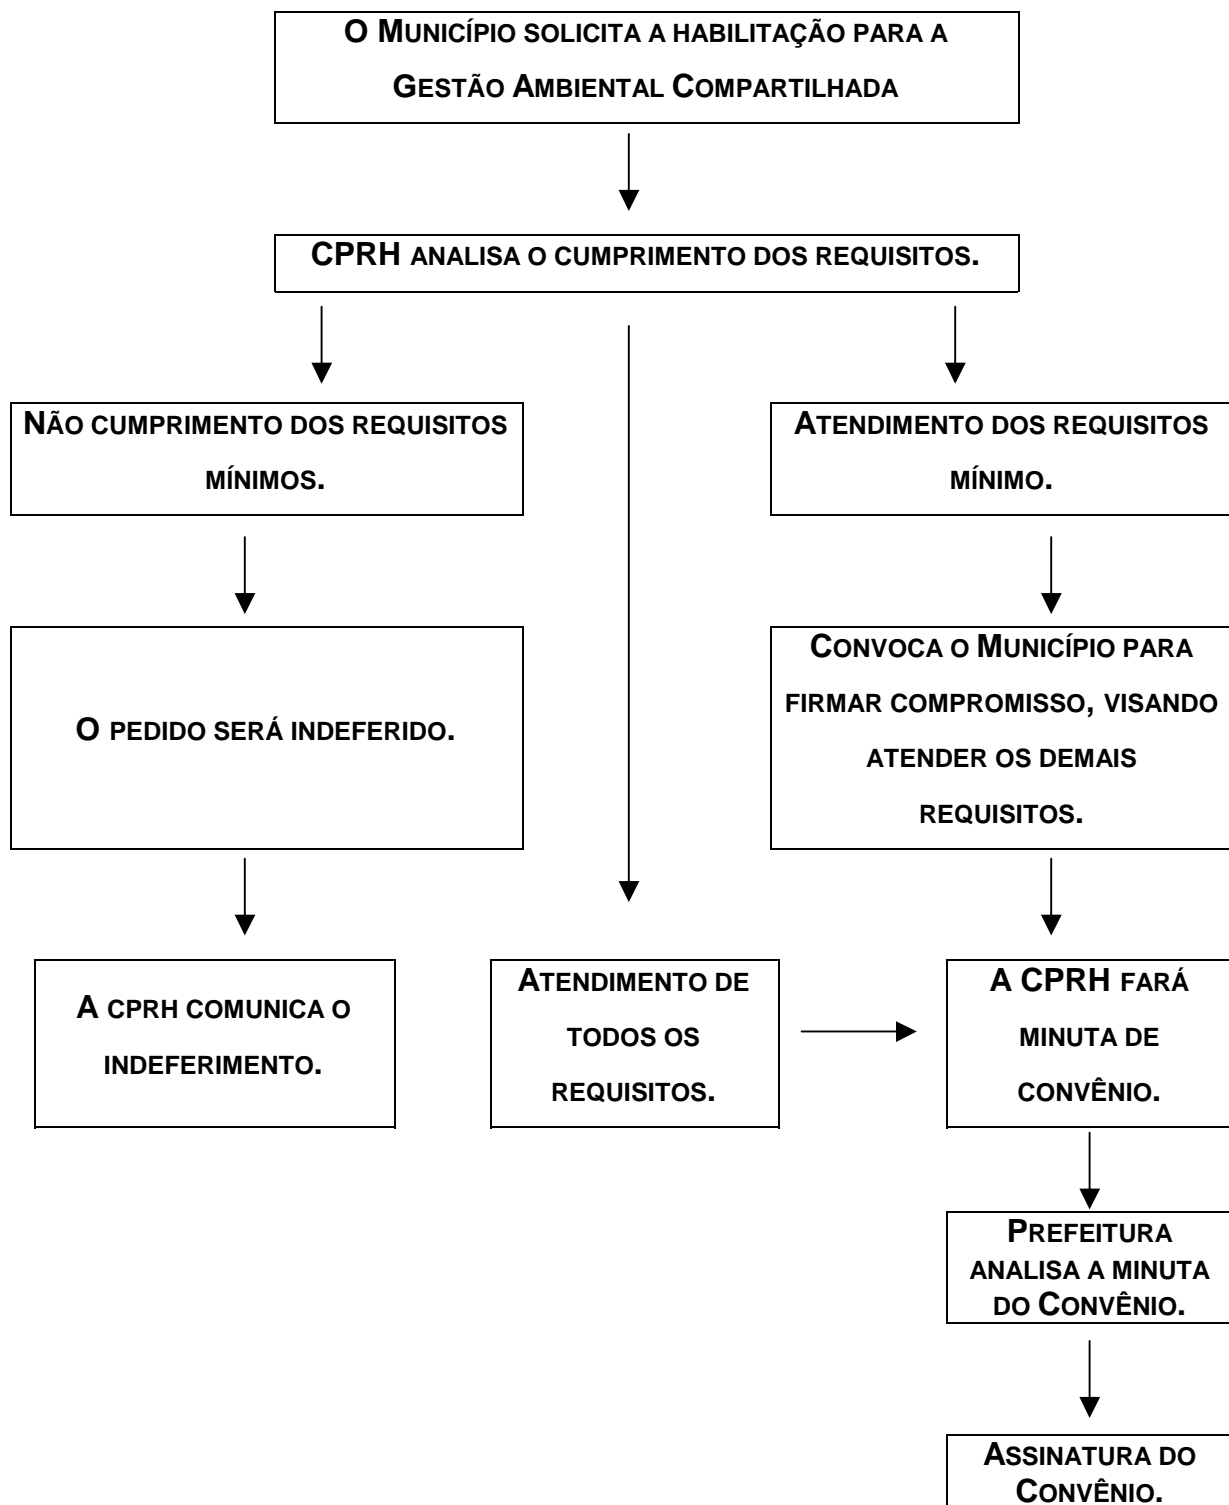 O Município solicita a habilitação para a
Gestão Ambiental Compartilhada
CPRH analisa o cumprimento dos requisitos.
Não cumprimento dos requisitos
mínimos.
Atendimento dos requisitos
mínimo.
O pedido será indeferido.
Convoca o Município para
firmar compromisso, visando
atender os demais
requisitos.
A cprh comunica o
indeferimento.
Atendimento de
todos os
requisitos.
A CPRH fará
minuta de
convênio.
Prefeitura
analisa a minuta
do Convênio.
Assinatura do
Convênio.